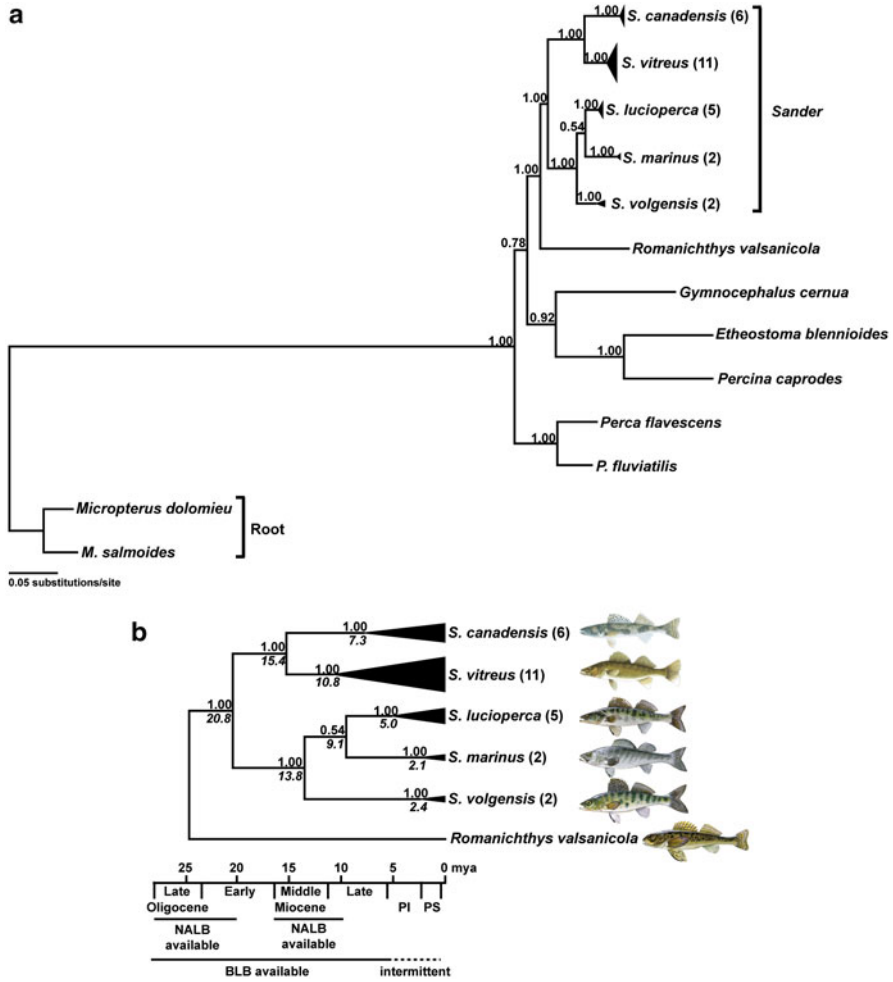 a
1.00 S. canadensis (6)
1.00
1.00 S. vitreus (11)
1.00
1.00 S. lucioperca (5)
Sander
0.54
1.00 S. marinus (2)
1.00
1.00
1.00 S. volgensis (2)
0.78
Romanichthys valsanicola
Gymnocephalus cernua
0.92
Etheostoma blennioides
1.00
1.00
Percina caprodes
Perca flavescens
1.00
P. fluviatilis
Micropterus dolomieu
Root
M. salmoides
0.05 substitutions/site
b
1.00 S. canadensis (6)
7.3
1.00
15.4
1.00 S. vitreus (11)
10.8
1.00
20.8
1.00 S. lucioperca (5)
5.0
0.54
9.1
1.00 S. marinus (2)
2.1
1.00
13.8
1.00 S. volgensis (2)
2.4
Romanichthys valsanicola
25 20 15 10 5 0 mya
Late Early Middle Late
Oligocene Miocene PI PS
NALB available NALB available
BLB available intermittent